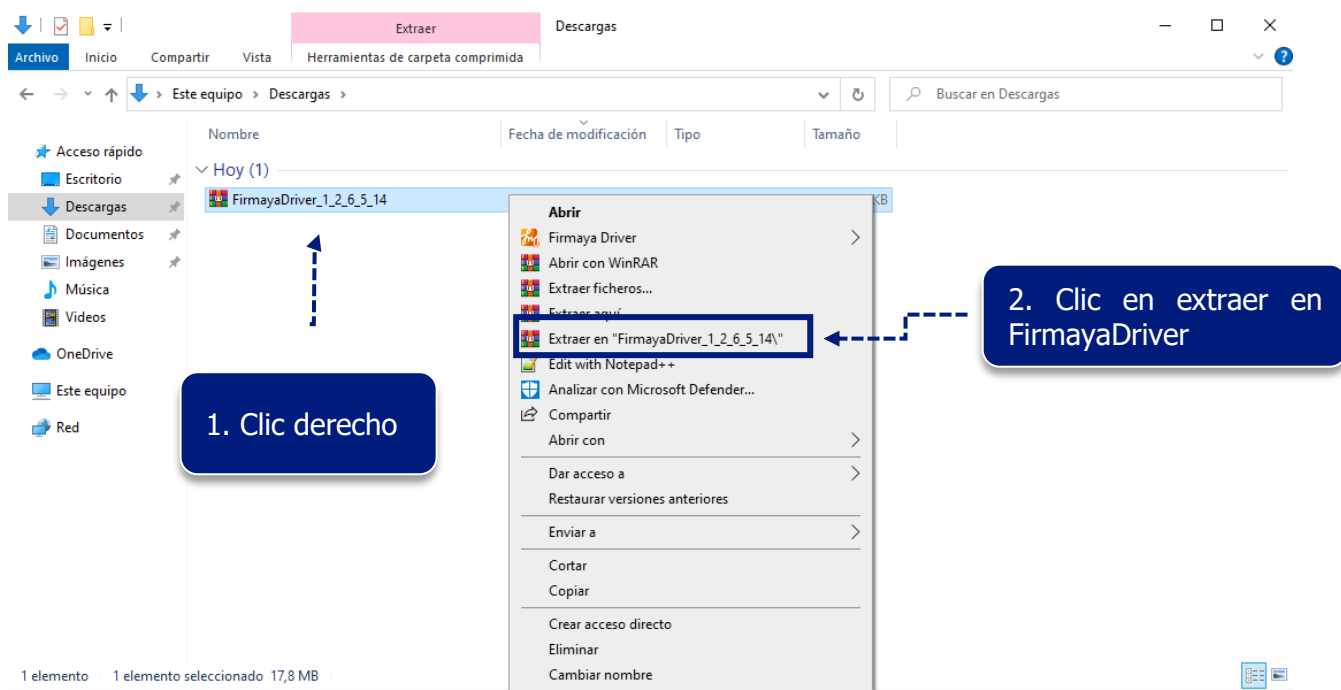 Extraer
Descargas
Archivo
Inicio
Compartir
Vista
Herramientas de carpeta comprimida
Este equipo > Descargas >
Buscar en Descargas
Nombre
Fecha de modificación
Tipo
Tamaño
Acceso rápido
Escritorio
Descargas
Documentos
Imágenes
Música
Videos
OneDrive
Este equipo
Red
Hoy (1)
FirmayaDriver_1_2_6_5_14
KB
Abrir
Firmaya Driver
Abrir con WinRAR
Extraer ficheros...
Extraer aquí
Extraer en "FirmayaDriver_1_2_6_5_14\"
Edit with Notepad++
Analizar con Microsoft Defender...
Compartir
Abrir con
Dar acceso a
Restaurar versiones anteriores
Enviar a
Cortar
Copiar
Crear acceso directo
Eliminar
Cambiar nombre
1. Clic derecho
2. Clic en extraer en
FirmayaDriver
1 elemento
1 elemento seleccionado 17,8 MB